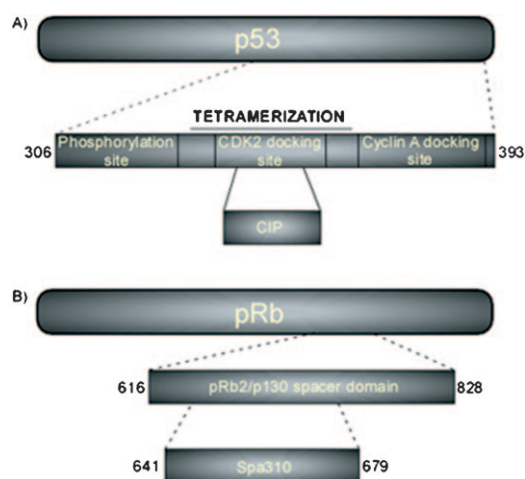 A)
p53
TETRAMERIZATION
306 Phosphorylation site CDK2 docking site Cyclin A docking site 393
CIP
B)
pRb
616 pRb2/p130 spacer domain 828
641 Spa310 679